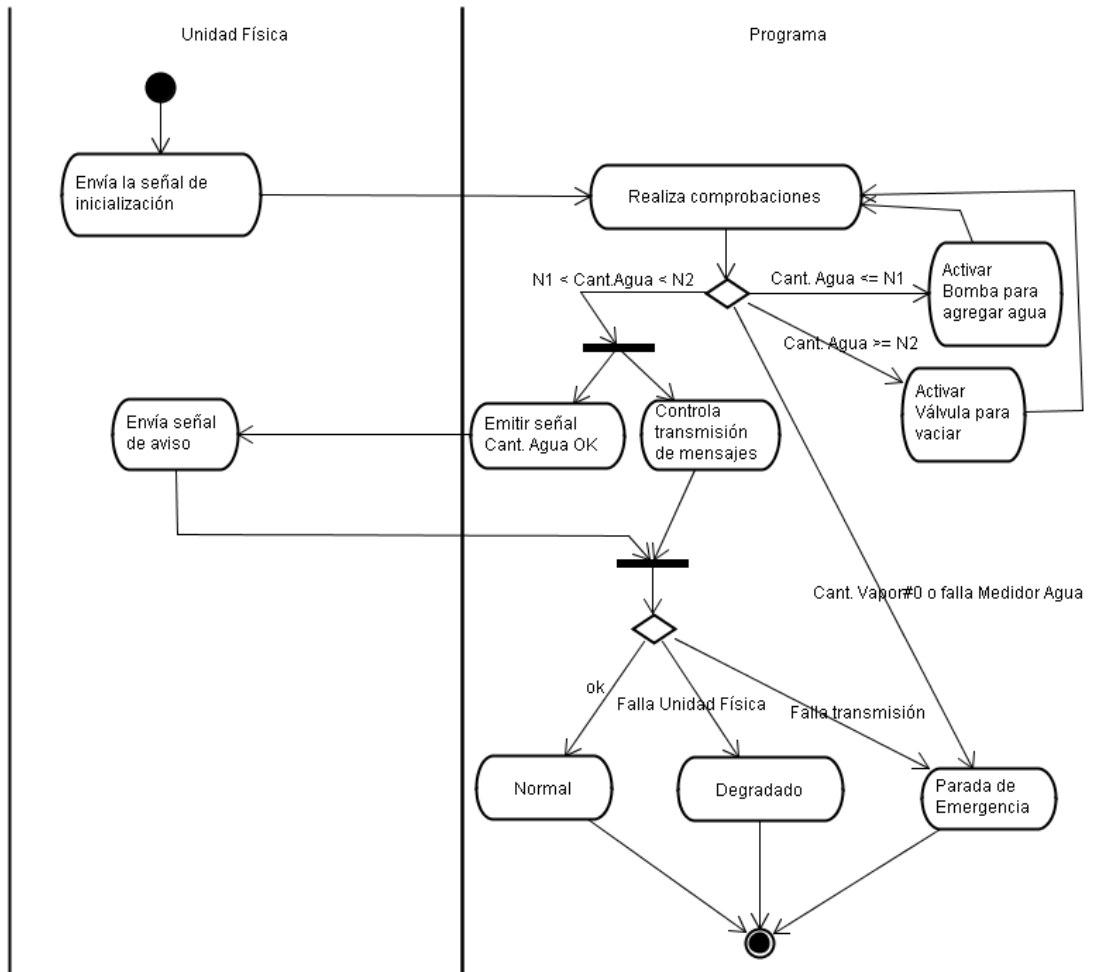 Unidad Física
Programa
Envía la señal de
inicialización
Realiza comprobaciones
N1 < Cant.Agua < N2
Cant. Agua <= N1
Activar
Bomba para
agregar agua
Cant. Agua >= N2
Activar
Válvula para
vaciar
Envía señal
de aviso
Emitir señal
Cant. Agua OK
Controla
transmisión
de mensajes
Cant. Vapor#0 o falla Medidor Agua
ok
Falla Unidad Física
Falla transmisión
Normal
Degradado
Parada de
Emergencia